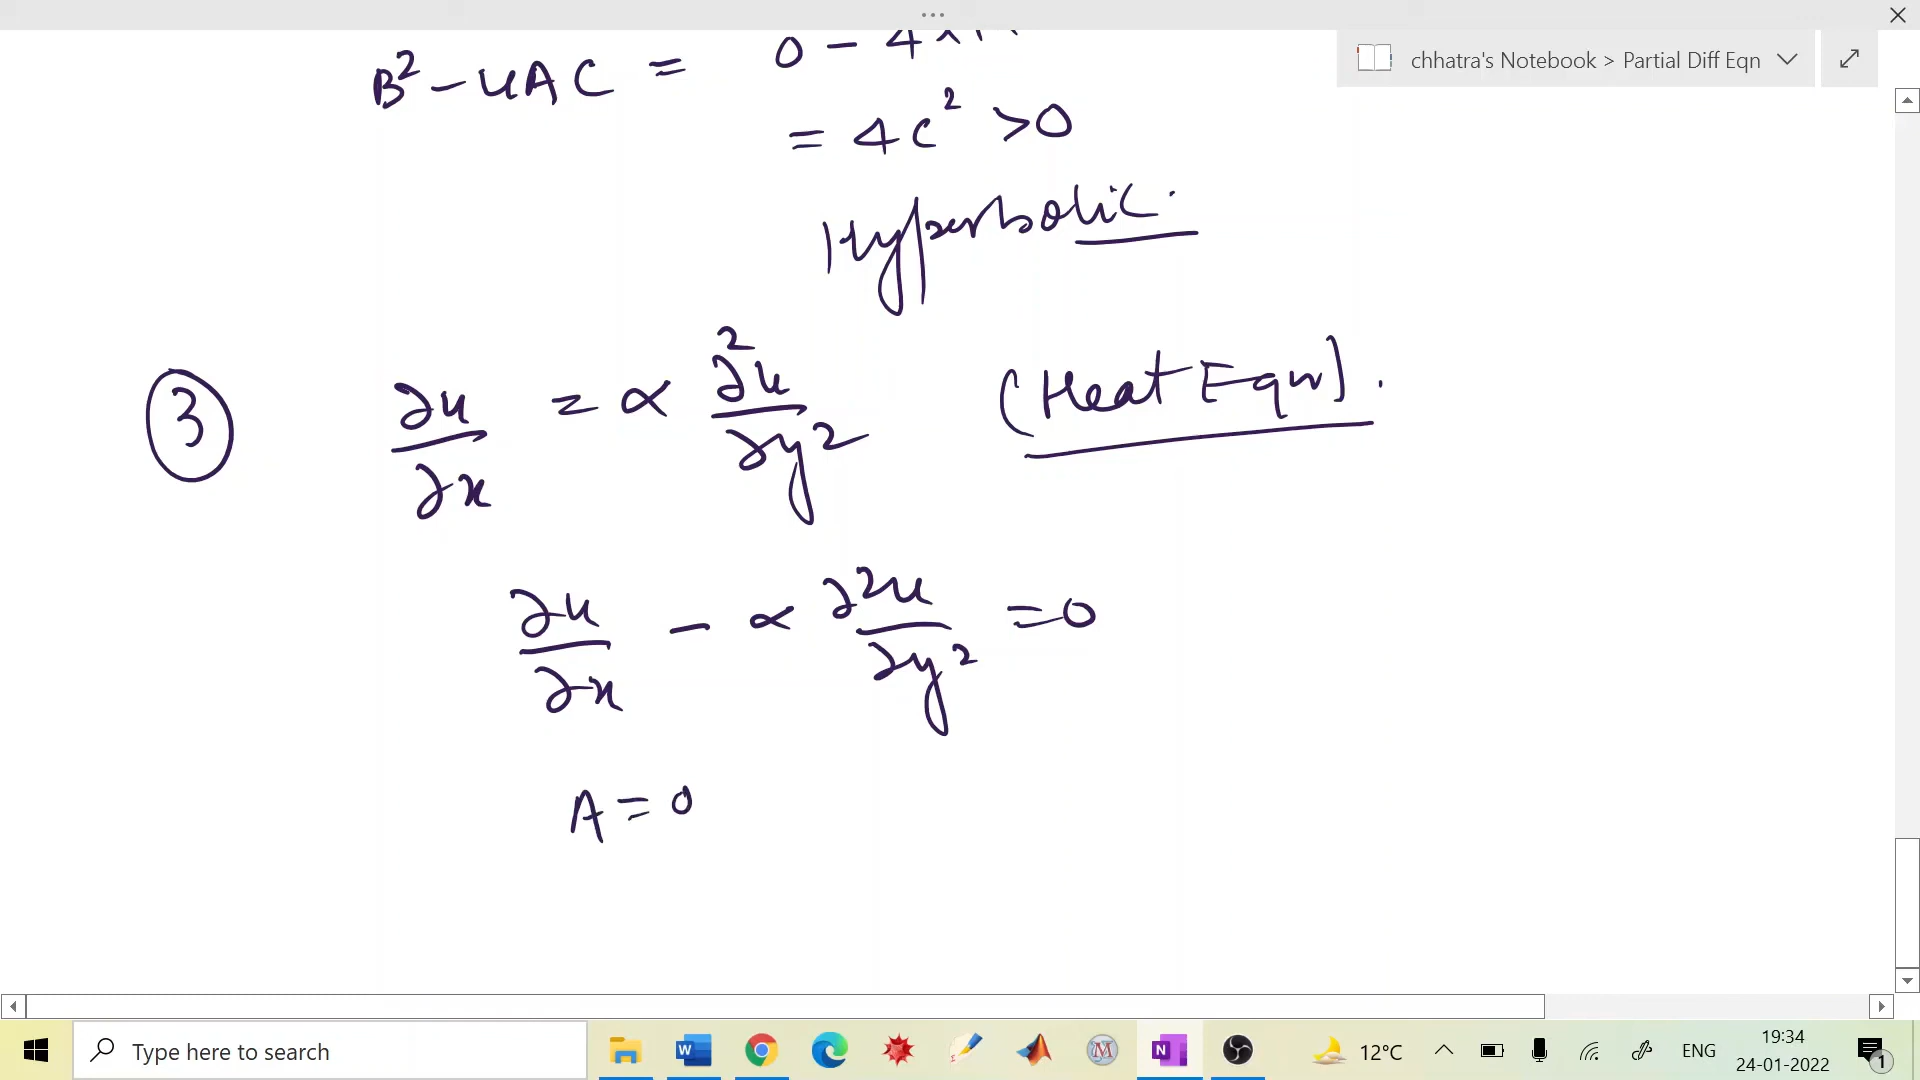 chhatra's Notebook > Partial Diff Eqn
B² - 4AC = 0 - 4
= 4c² > 0
Hyperbolic.
③ ∂u/∂x = ∝ ∂²u/∂y² (Heat Eqn).
∂u/∂x - ∝ ∂²u/∂y² = 0
A = 0
Type here to search
12°C
ENG
19:34
24-01-2022
1